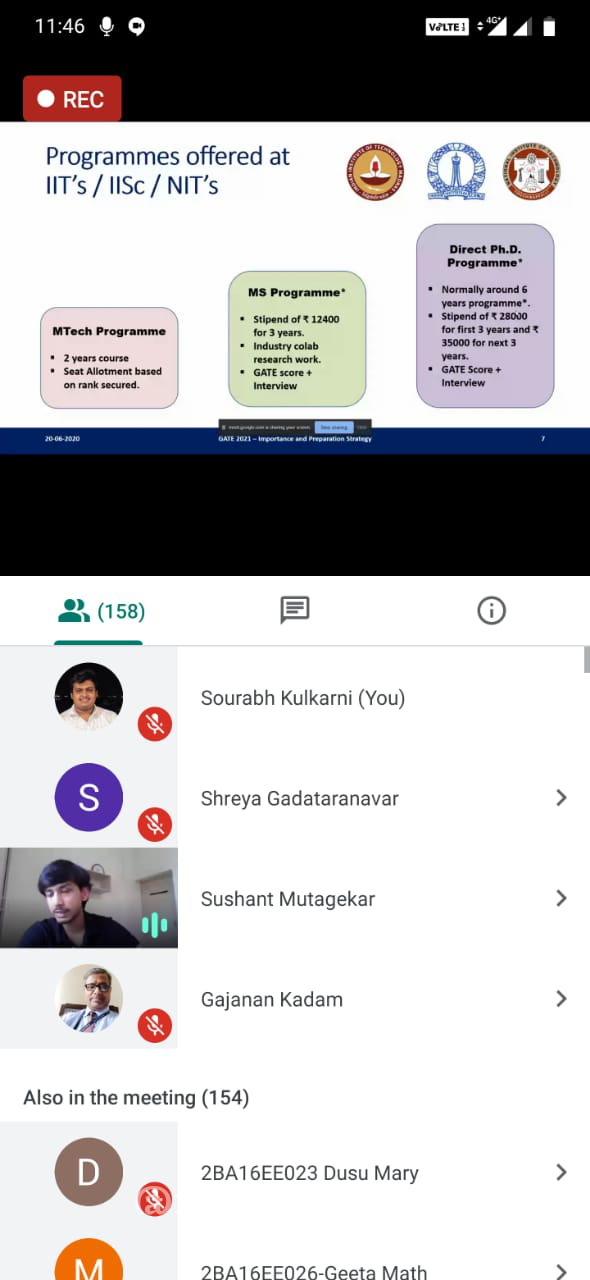 11:46
VoLTE 4G+
REC
Programmes offered at
IIT's / IISc / NIT's
MTech Programme
▪ 2 years course
▪ Seat Allotment based
on rank secured.
MS Programme*
▪ Stipend of ₹ 12400
for 3 years.
▪ Industry colab
research work.
▪ GATE score +
Interview
Direct Ph.D.
Programme*
▪ Normally around 6
years programme*.
▪ Stipend of ₹ 28000
for first 3 years and ₹
35000 for next 3
years.
▪ GATE Score +
Interview
meet.google.com is sharing your screen. Stop sharing Hide
20-06-2020 GATE 2021 – Importance and Preparation Strategy 7
(158)
Sourabh Kulkarni (You)
S Shreya Gadataranavar
Sushant Mutagekar
Gajanan Kadam
Also in the meeting (154)
D 2BA16EE023 Dusu Mary
M 2BA16EE026-Geeta Math